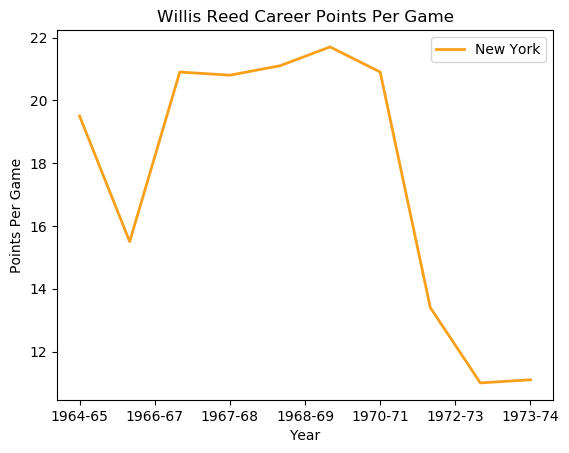 Willis Reed Career Points Per Game
New York
22
20
18
16
14
12
Points Per Game
1964-65 1966-67 1967-68 1968-69 1970-71 1972-73 1973-74
Year